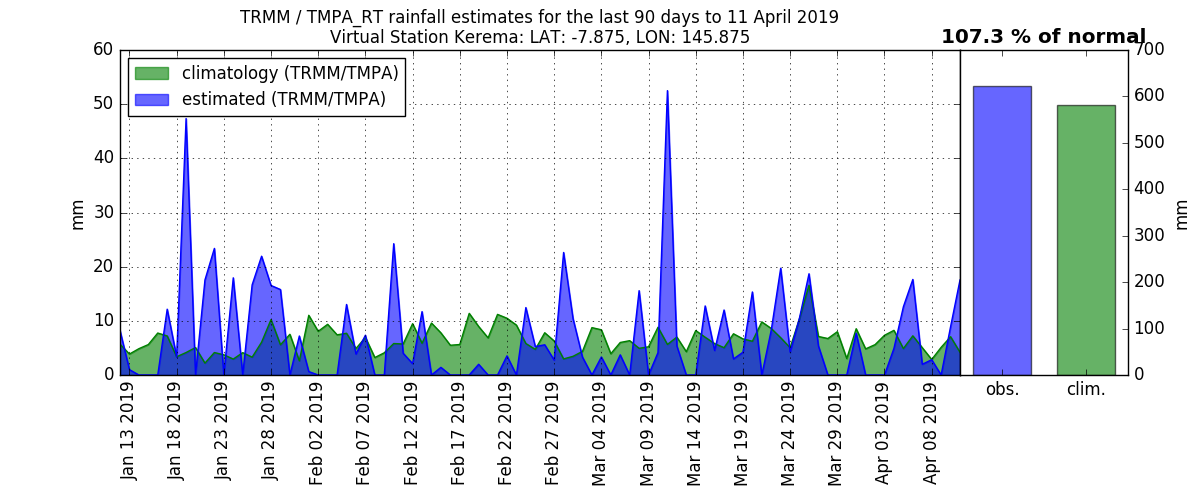 TRMM / TMPA_RT rainfall estimates for the last 90 days to 11 April 2019
Virtual Station Kerema: LAT: -7.875, LON: 145.875
107.3 % of normal
climatology (TRMM/TMPA)
estimated (TRMM/TMPA)
60
50
40
30
20
10
0
mm
Jan 13 2019
Jan 18 2019
Jan 23 2019
Jan 28 2019
Feb 02 2019
Feb 07 2019
Feb 12 2019
Feb 17 2019
Feb 22 2019
Feb 27 2019
Mar 04 2019
Mar 09 2019
Mar 14 2019
Mar 19 2019
Mar 24 2019
Mar 29 2019
Apr 03 2019
Apr 08 2019
700
600
500
400
300
200
100
0
mm
obs.
clim.